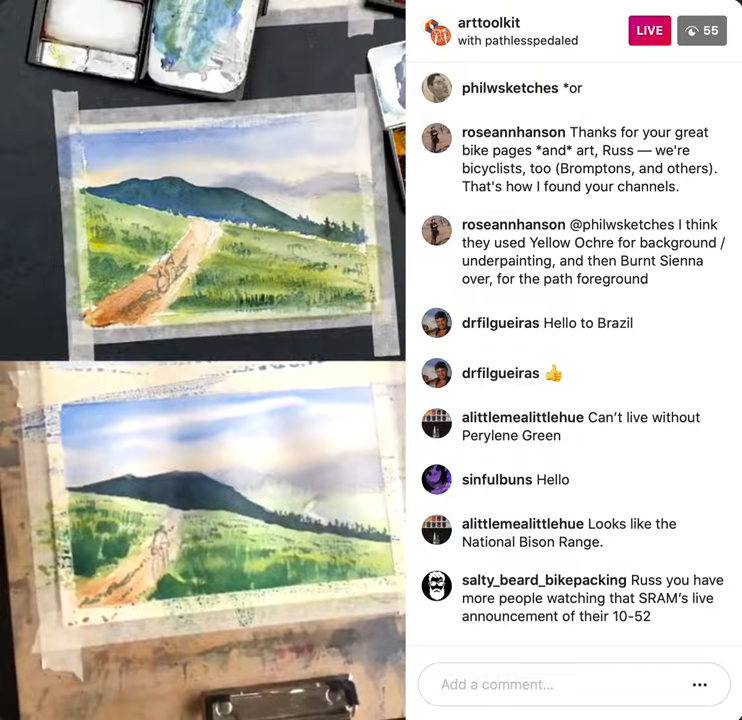 arttoolkit
with pathlesspedaled
LIVE
55
philwsketches *or
roseannhanson Thanks for your great
bike pages *and* art, Russ — we're
bicyclists, too (Bromptons, and others).
That's how I found your channels.
roseannhanson @philwsketches I think
they used Yellow Ochre for background /
underpainting, and then Burnt Sienna
over, for the path foreground
drfilgueiras Hello to Brazil
drfilgueiras 👍
alittlemealittlehue Can’t live without
Perylene Green
sinfulbuns Hello
alittlemealittlehue Looks like the
National Bison Range.
salty_beard_bikepacking Russ you have
more people watching that SRAM’s live
announcement of their 10-52
Add a comment...